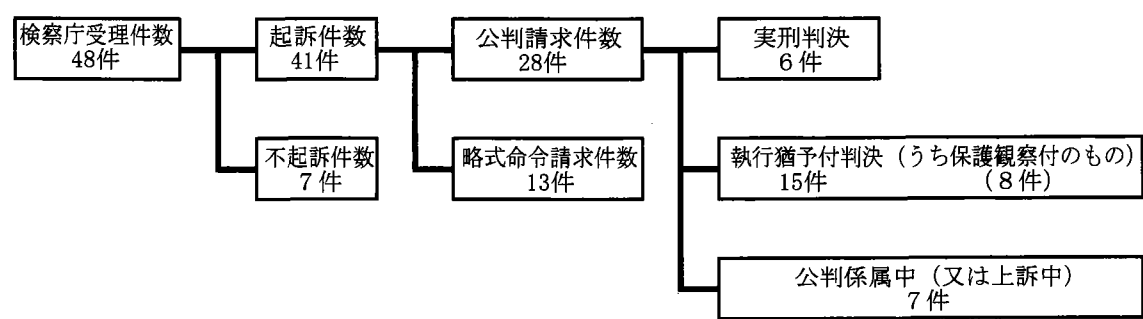 検察庁受理件数
48件
起訴件数
41件
公判請求件数
28件
実刑判決
6件
不起訴件数
7件
略式命令請求件数
13件
執行猶予付判決（うち保護観察付のもの）
15件 （8件）
公判係属中（又は上訴中）
7件